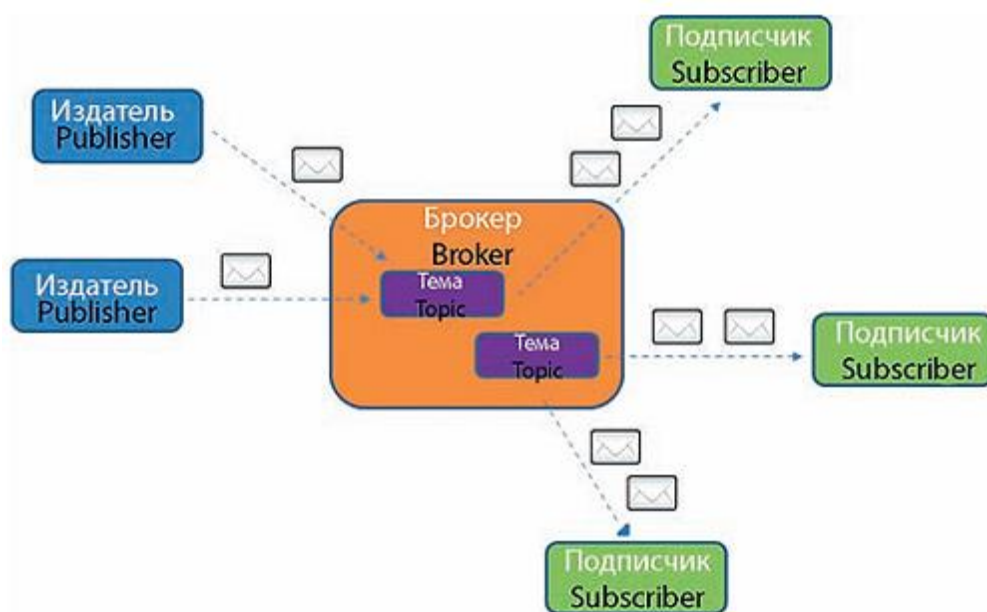 Подписчик
Subscriber
Издатель
Publisher
Брокер
Broker
Издатель
Publisher
Тема
Topic
Тема
Topic
Подписчик
Subscriber
Подписчик
Subscriber